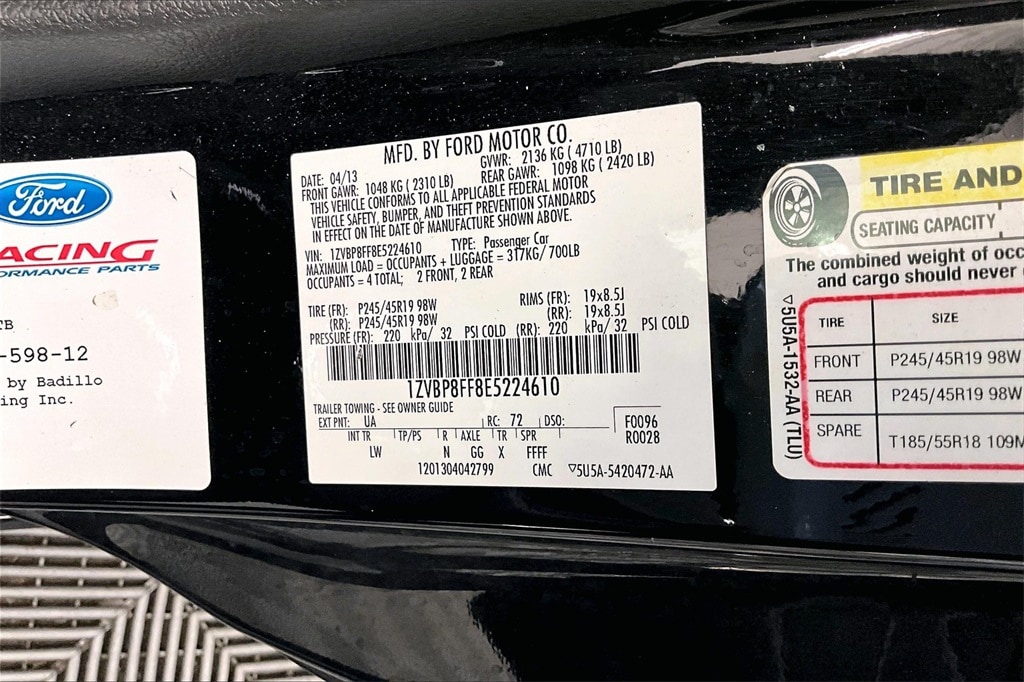 Ford
ACING
ORMANCE PARTS
TB
-598-12
by Badillo
ing Inc.
MFD. BY FORD MOTOR CO.
DATE: 04/13 GVWR: 2136 KG ( 4710 LB)
FRONT GAWR: 1048 KG ( 2310 LB) REAR GAWR: 1098 KG ( 2420 LB)
THIS VEHICLE CONFORMS TO ALL APPLICABLE FEDERAL MOTOR
VEHICLE SAFETY, BUMPER, AND THEFT PREVENTION STANDARDS
IN EFFECT ON THE DATE OF MANUFACTURE SHOWN ABOVE.
VIN: 1ZVBP8FF8E5224610 TYPE: Passenger Car
MAXIMUM LOAD = OCCUPANTS + LUGGAGE = 317KG/ 700LB
OCCUPANTS = 4 TOTAL; 2 FRONT, 2 REAR
TIRE (FR): P245/45R19 98W RIMS (FR): 19x8.5J
(RR): P245/45R19 98W (RR): 19x8.5J
PRESSURE (FR): 220 kPa/ 32 PSI COLD (RR): 220 kPa/ 32 PSI COLD
1ZVBP8FF8E5224610
TRAILER TOWING - SEE OWNER GUIDE
EXT PNT: UA RC: 72 DSO: F0096
INT TR TP/PS R AXLE TR SPR R0028
LW N GG X FFFF
1201304042799 CMC ▽5U5A-5420472-AA
TIRE AND
SEATING CAPACITY
The combined weight of occ
and cargo should never
TIRE SIZE
FRONT P245/45R19 98W
REAR P245/45R19 98W
SPARE T185/55R18 109M
▽5U5A-1532-AA (TLU)